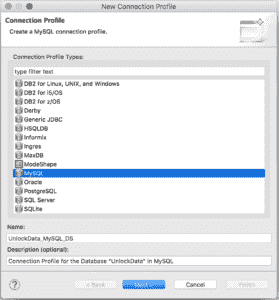 New Connection Profile
Connection Profile
Create a MySQL connection profile.
Connection Profile Types:
type filter text
DB2 for Linux, UNIX, and Windows
DB2 for i5/OS
DB2 for z/OS
Derby
Generic JDBC
HSQLDB
Informix
Ingres
MaxDB
ModeShape
MySQL
Oracle
PostgreSQL
SQL Server
SQLite
Name:
UnlockData_MySQL_DS
Description (optional):
Connection Profile for the Database "UnlockData" in MySQL
?
< Back
Next >
Cancel
Finish